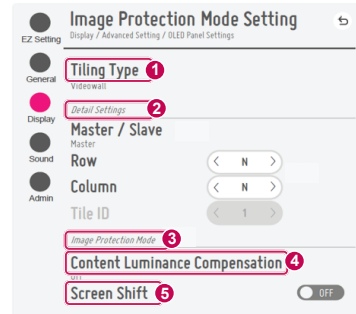 Image Protection Mode Setting
Display / Advanced Setting / OLED Panel Settings
EZ Setting
General
Display
Sound
Admin
Tiling Type 1
Videowall
Detail Settings 2
Master / Slave
Master
Row < N >
Column < N >
Tile ID < 1 >
Image Protection Mode 3
Content Luminance Compensation 4
Off
Screen Shift 5 OFF